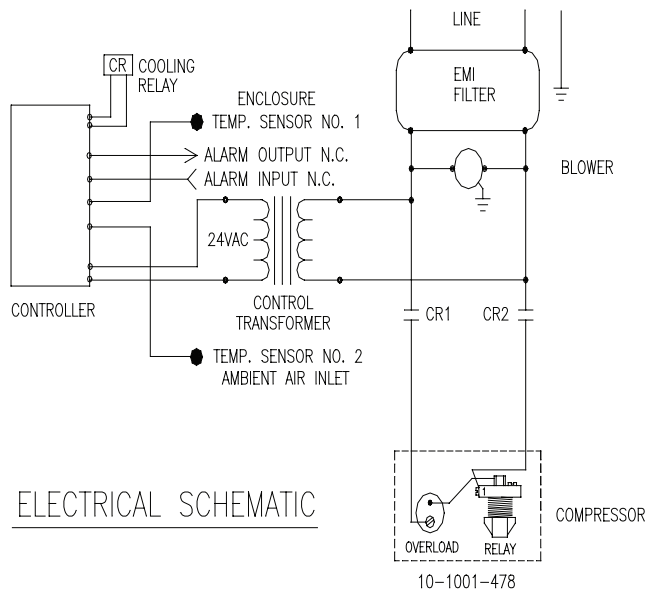 LINE
CR
COOLING
RELAY
EMI
FILTER
ENCLOSURE
TEMP. SENSOR NO. 1
ALARM OUTPUT N.C.
BLOWER
ALARM INPUT N.C.
24VAC
CONTROLLER
CONTROL
TRANSFORMER
CR1
CR2
TEMP. SENSOR NO. 2
AMBIENT AIR INLET
ELECTRICAL SCHEMATIC
1
COMPRESSOR
OVERLOAD
RELAY
10-1001-478